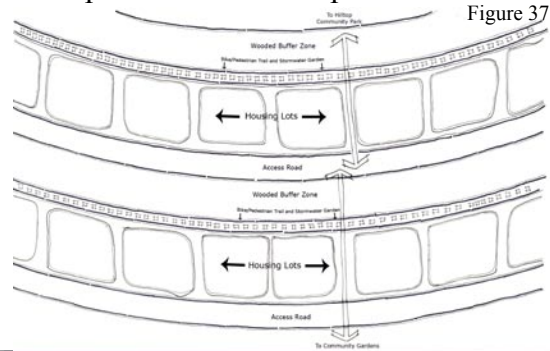 Figure 37
To Hilltop
Community Park
Wooded Buffer Zone
Bike/Pedestrian Trail and Stormwater Garden
Housing Lots
Access Road
Wooded Buffer Zone
Bike/Pedestrian Trail and Stormwater Garden
Housing Lots
Access Road
To Community Gardens